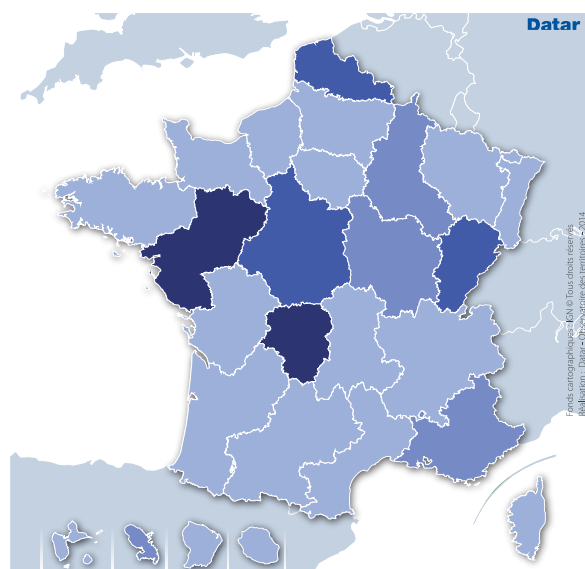 Datar
Fonds cartographiques : IGN © Tous droits réservés
Réalisation : Datar - Observatoire des territoires - 2014